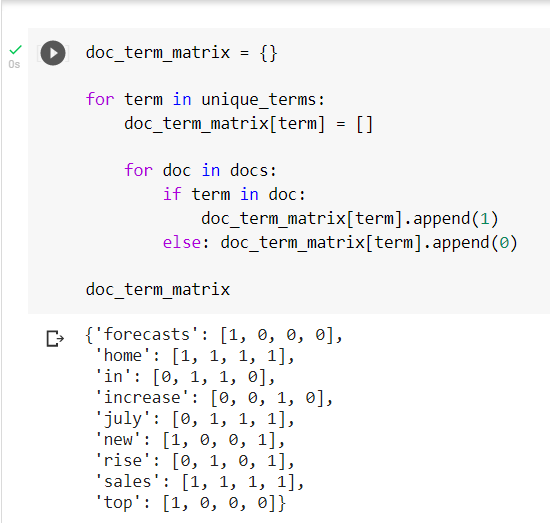 doc_term_matrix = {}
for term in unique_terms:
    doc_term_matrix[term] = []
    for doc in docs:
        if term in doc:
            doc_term_matrix[term].append(1)
        else: doc_term_matrix[term].append(0)
doc_term_matrix
0s
{'forecasts': [1, 0, 0, 0],
 'home': [1, 1, 1, 1],
 'in': [0, 1, 1, 0],
 'increase': [0, 0, 1, 0],
 'july': [0, 1, 1, 1],
 'new': [1, 0, 0, 1],
 'rise': [0, 1, 0, 1],
 'sales': [1, 1, 1, 1],
 'top': [1, 0, 0, 0]}